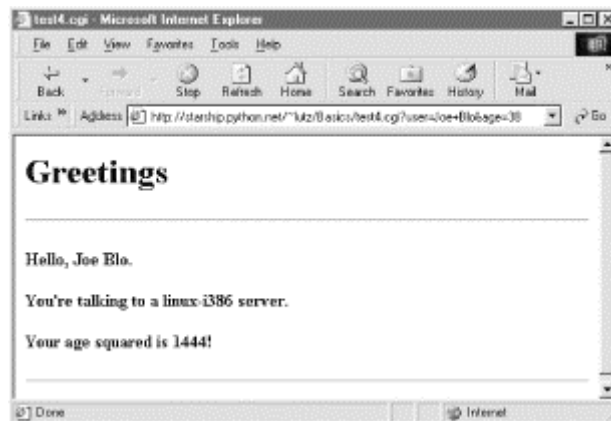 test4.cgi - Microsoft Internet Explorer
File Edit View Favorites Tools Help
Back Forward Stop Refresh Home Search Favorites History Mail
Links » Address http://starship.python.net/~lutz/Basics/test4.cgi?user=Joe+Blo&age=38 Go
Greetings
Hello, Joe Blo.
You're talking to a linux-i386 server.
Your age squared is 1444!
Done Internet